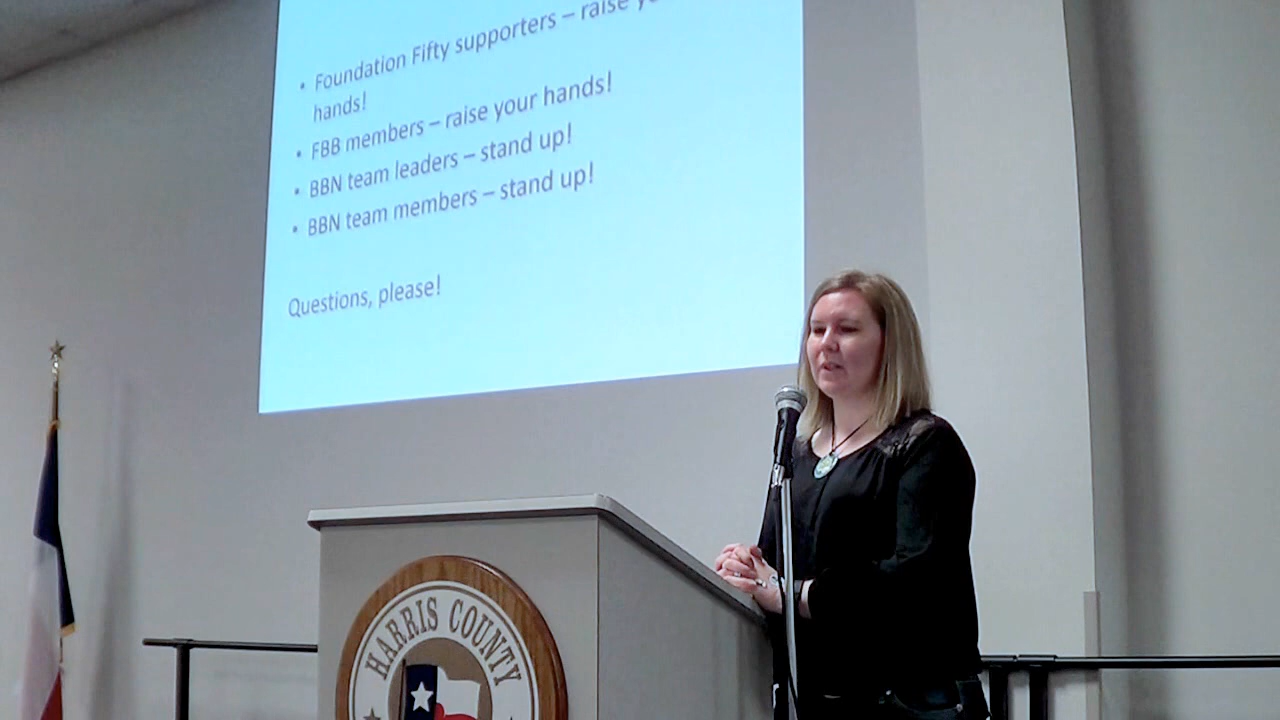 • Foundation Fifty supporters – raise
hands!
• FBB members – raise your hands!
• BBN team leaders – stand up!
• BBN team members – stand up!
Questions, please!
HARRIS COUNTY